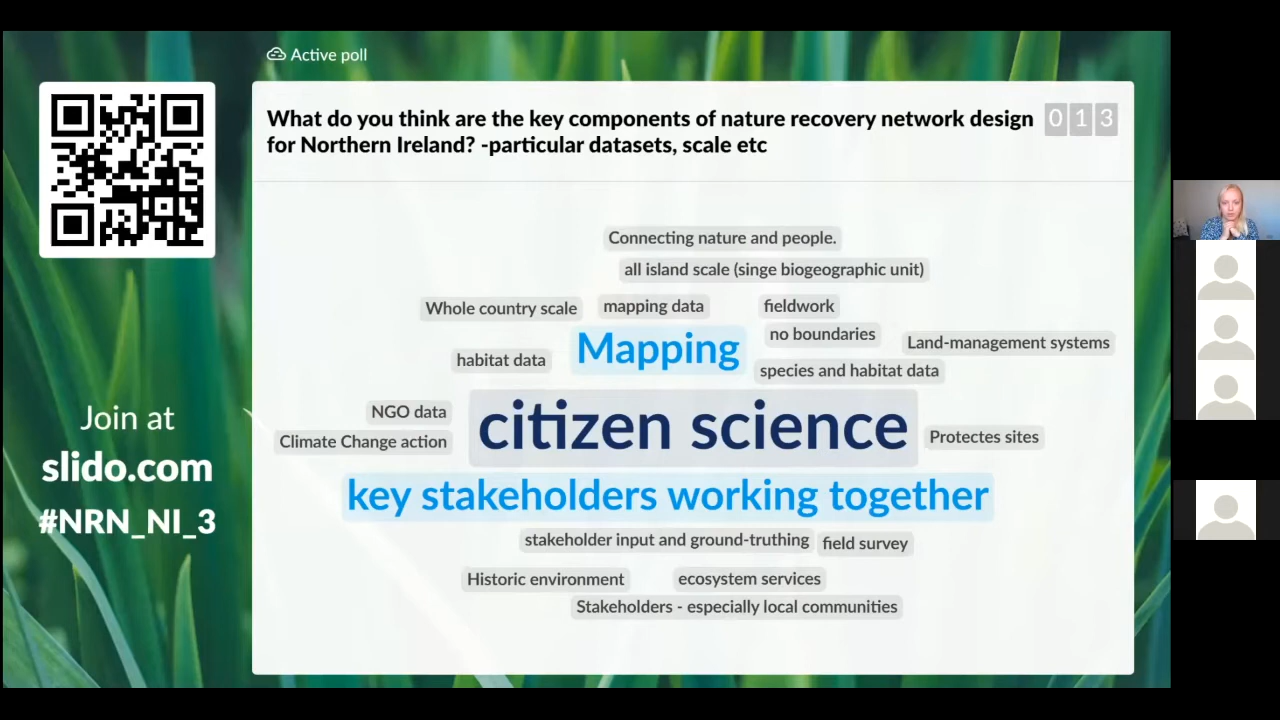 Active poll
What do you think are the key components of nature recovery network design
for Northern Ireland? -particular datasets, scale etc
0 1 3
Connecting nature and people.
all island scale (singe biogeographic unit)
Whole country scale
mapping data
fieldwork
no boundaries
Land-management systems
Mapping
habitat data
species and habitat data
NGO data
citizen science
Climate Change action
Protectes sites
key stakeholders working together
stakeholder input and ground-truthing
field survey
Historic environment
ecosystem services
Stakeholders - especially local communities
Join at
slido.com
#NRN_NI_3